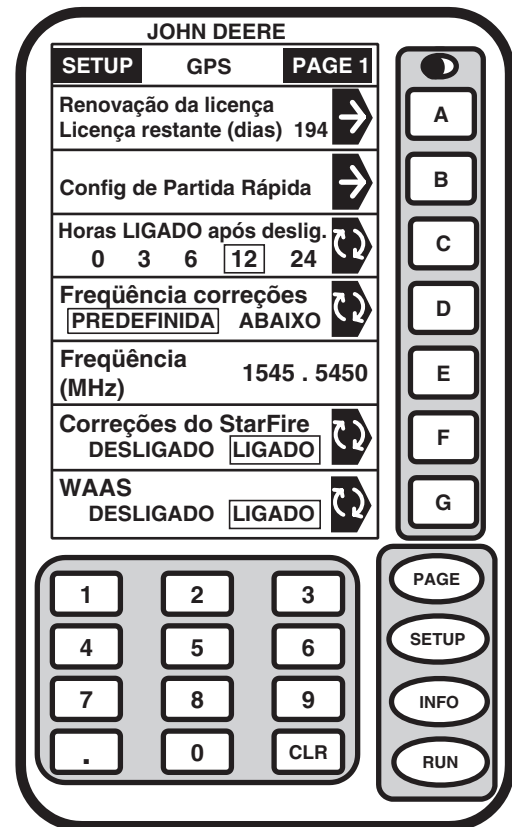 JOHN DEERE
SETUP GPS PAGE 1
Renovação da licença
Licença restante (dias) 194
Config de Partida Rápida
Horas LIGADO após deslig.
0 3 6 12 24
Freqüência correções
PREDEFINIDA ABAIXO
Freqüência
(MHz) 1545 . 5450
Correções do StarFire
DESLIGADO LIGADO
WAAS
DESLIGADO LIGADO
A
B
C
D
E
F
G
1 2 3
4 5 6
7 8 9
. 0 CLR
PAGE
SETUP
INFO
RUN